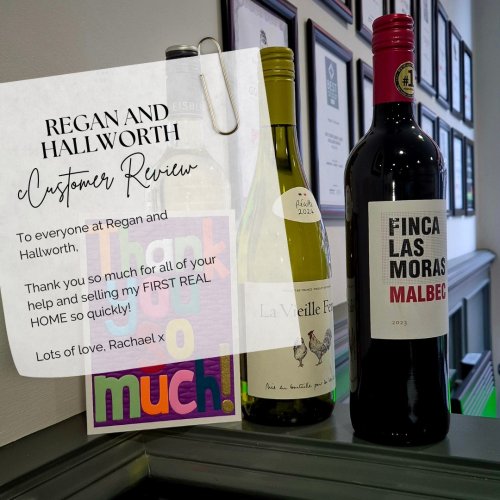 REGAN AND
HALLWORTH
Customer Review
To everyone at Regan and
Hallworth,
Thank you so much for all of your
help and selling my FIRST REAL
HOME so quickly!
Lots of love, Rachael x
Thank
you
so
much!
La Vieille
2024
#1
FINCA
LAS
MORAS
MALBEC
2023
BEST